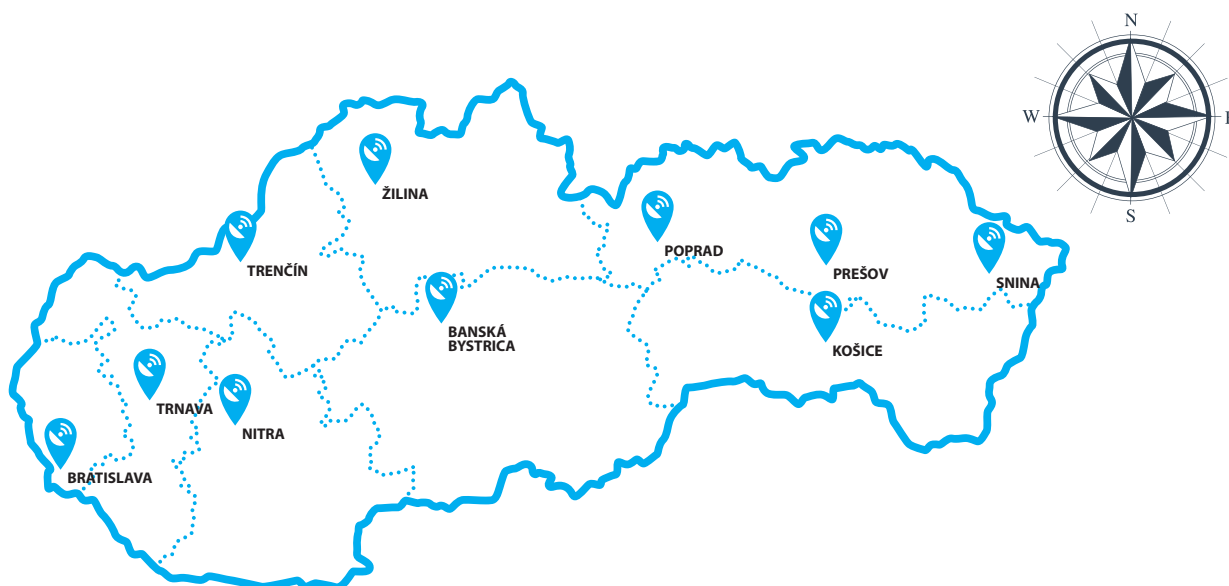 N
W
E
S
ŽILINA
TRENČÍN
POPRAD
PREŠOV
SNINA
BANSKÁ
BYSTRICA
KOŠICE
TRNAVA
NITRA
BRATISLAVA